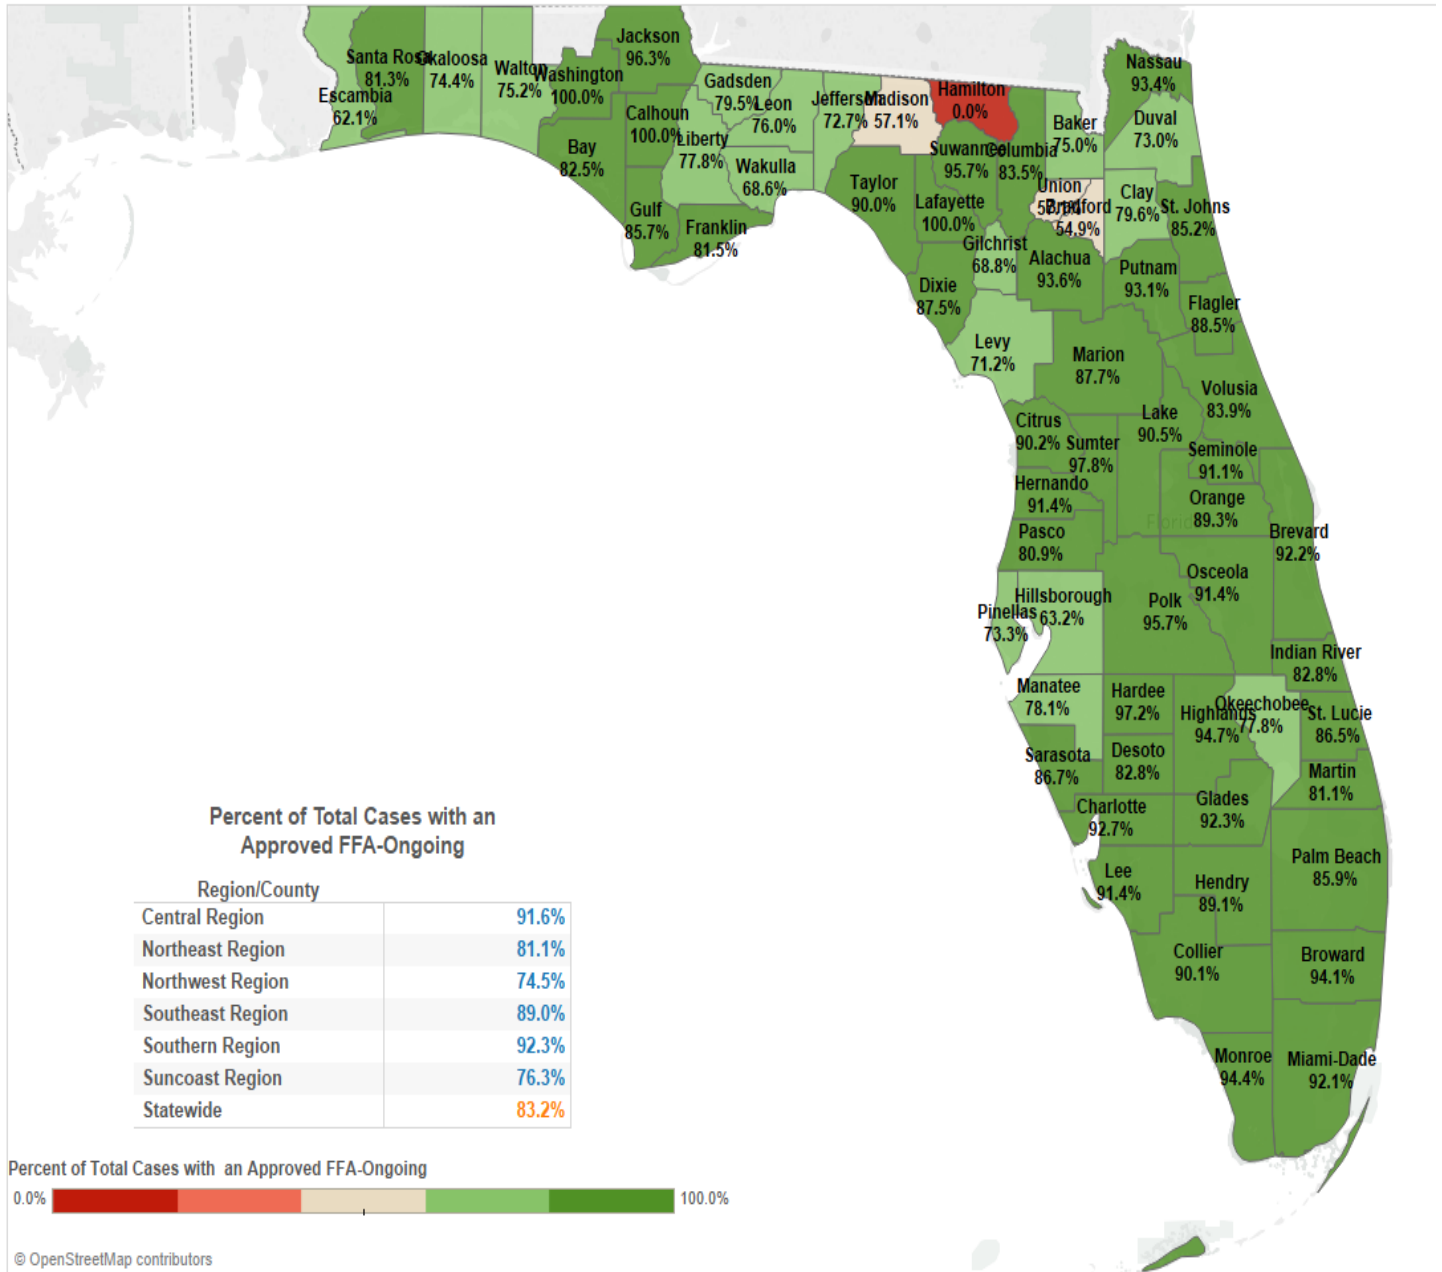 Jackson
96.3%
Santa Rosa
81.3%
Okaloosa
74.4%
Walton
75.2%
Washington
100.0%
Escambia
62.1%
Nassau
93.4%
Gadsden
79.5%
Leon
76.0%
Jefferson
72.7%
Madison
57.1%
Hamilton
0.0%
Calhoun
100.0%
Liberty
77.8%
Baker
75.0%
Duval
73.0%
Bay
82.5%
Wakulla
68.6%
Suwannee
95.7%
Columbia
83.5%
Taylor
90.0%
Lafayette
100.0%
Union
Bradford
54.9%
Clay
79.6%
St. Johns
85.2%
Gulf
85.7%
Franklin
81.5%
Gilchrist
68.8%
Alachua
93.6%
Putnam
93.1%
Dixie
87.5%
Flagler
88.5%
Levy
71.2%
Marion
87.7%
Volusia
83.9%
Citrus
90.2%
Lake
90.5%
Sumter
97.8%
Seminole
91.1%
Hernando
91.4%
Orange
89.3%
Florid
Pasco
80.9%
Brevard
92.2%
Osceola
91.4%
Hillsborough
63.2%
Pinellas
73.3%
Polk
95.7%
Indian River
82.8%
Manatee
78.1%
Hardee
97.2%
Highlands
94.7%
Okeechobee
77.8%
St. Lucie
86.5%
Sarasota
86.7%
Desoto
82.8%
Martin
81.1%
Charlotte
92.7%
Glades
92.3%
Palm Beach
85.9%
Lee
91.4%
Hendry
89.1%
Collier
90.1%
Broward
94.1%
Monroe
94.4%
Miami-Dade
92.1%
Percent of Total Cases with an
Approved FFA-Ongoing
Region/County
Central Region 91.6%
Northeast Region 81.1%
Northwest Region 74.5%
Southeast Region 89.0%
Southern Region 92.3%
Suncoast Region 76.3%
Statewide 83.2%
Percent of Total Cases with an Approved FFA-Ongoing
0.0% 100.0%
© OpenStreetMap contributors